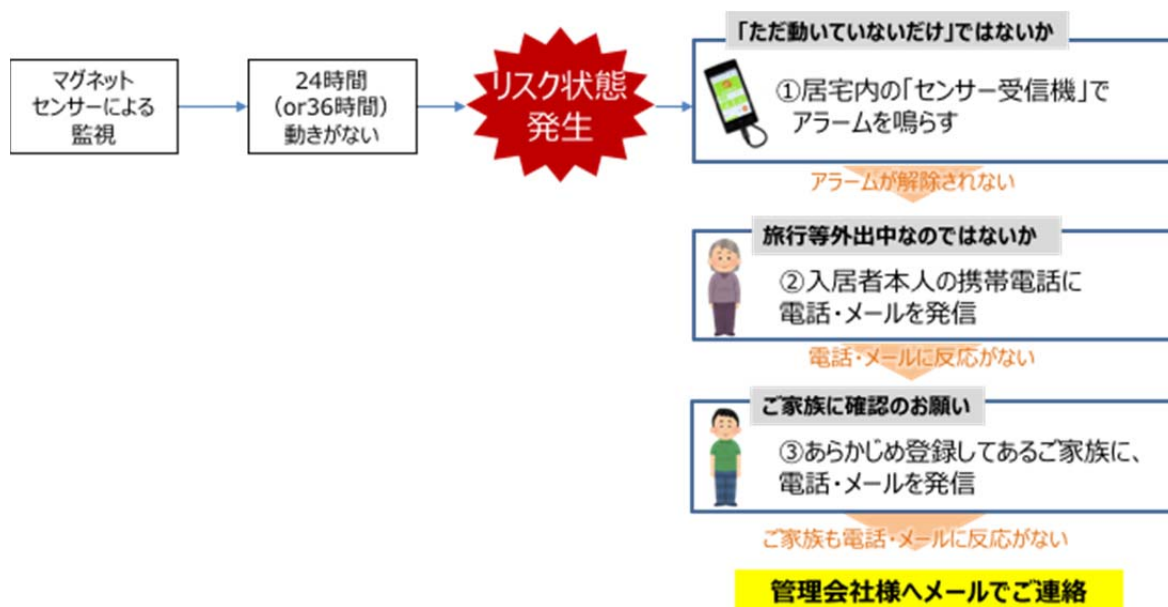 マグネット
センサーによる
監視
24時間
(or36時間)
動きがない
リスク状態
発生
「ただ動いていないだけ」ではないか
①居宅内の「センサー受信機」で
アラームを鳴らす
アラームが解除されない
旅行等外出中なのではないか
②入居者本人の携帯電話に
電話・メールを発信
電話・メールに反応がない
ご家族に確認のお願い
③あらかじめ登録してあるご家族に、
電話・メールを発信
ご家族も電話・メールに反応がない
管理会社様へメールでご連絡